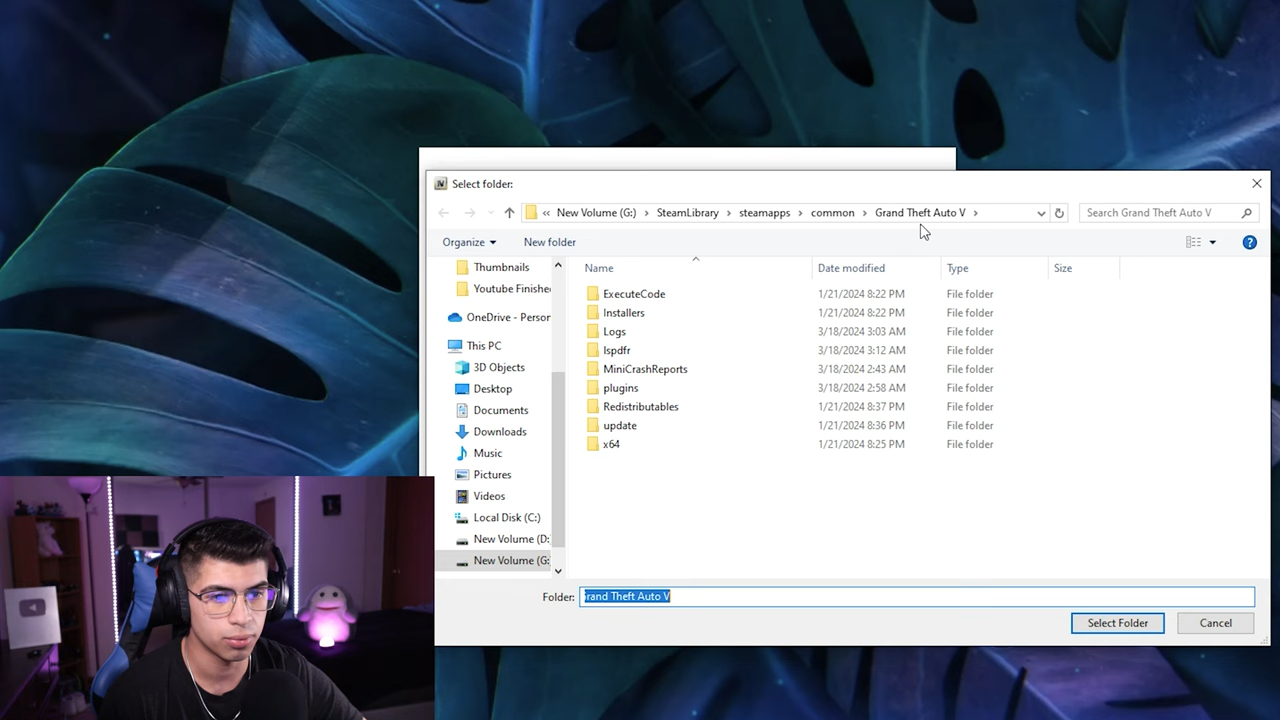 Select folder:
« New Volume (G:) › SteamLibrary › steamapps › common › Grand Theft Auto V ›
Search Grand Theft Auto V
Organize
New folder
Name
Date modified
Type
Size
Thumbnails
Youtube Finishe
OneDrive - Person
This PC
3D Objects
Desktop
Documents
Downloads
Music
Pictures
Videos
Local Disk (C:)
New Volume (D:
New Volume (G:
ExecuteCode 1/21/2024 8:22 PM File folder
Installers 1/21/2024 8:22 PM File folder
Logs 3/18/2024 3:03 AM File folder
lspdfr 3/18/2024 3:12 AM File folder
MiniCrashReports 3/18/2024 2:43 AM File folder
plugins 3/18/2024 2:58 AM File folder
Redistributables 1/21/2024 8:37 PM File folder
update 1/21/2024 8:36 PM File folder
x64 1/21/2024 8:25 PM File folder
Folder: Grand Theft Auto V
Select Folder
Cancel